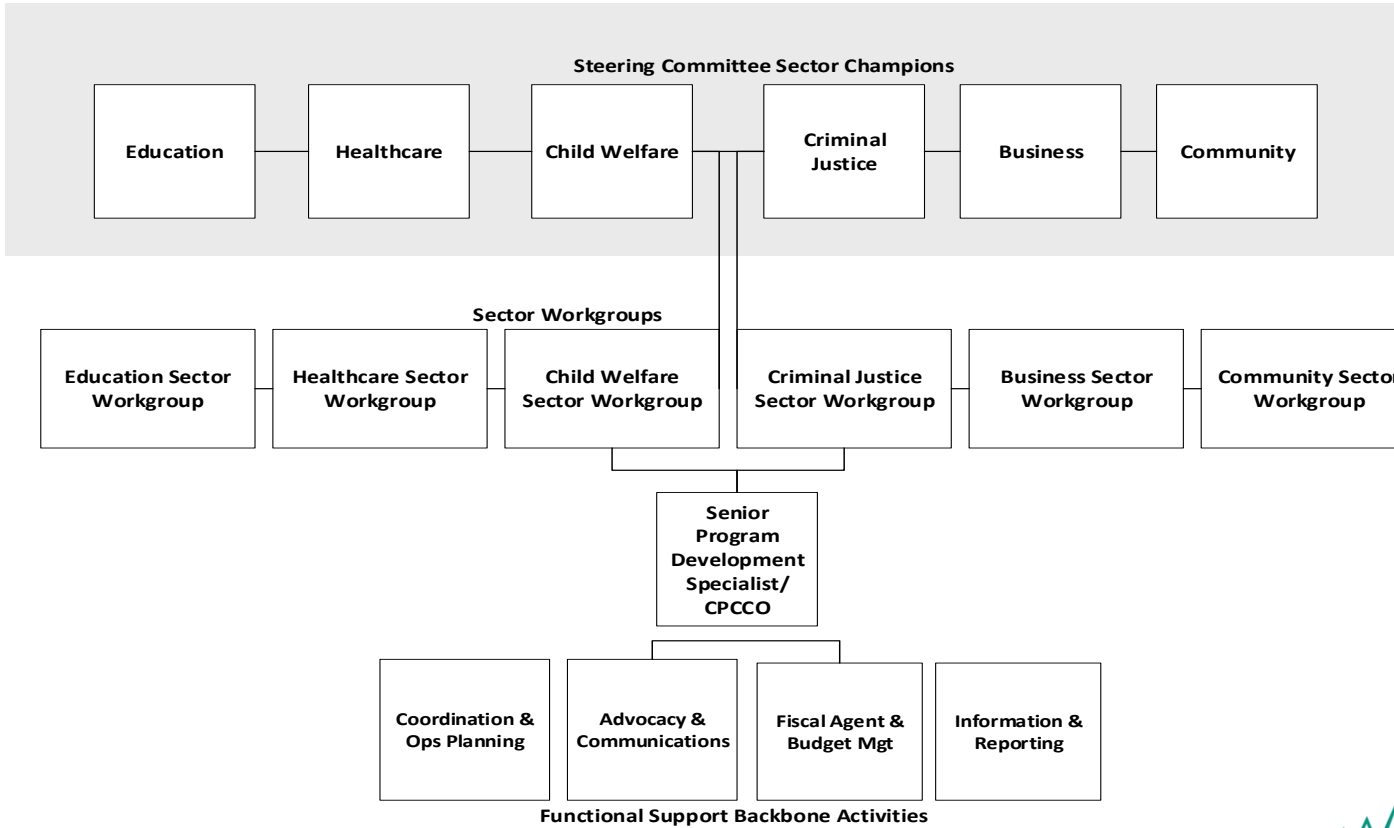 Steering Committee Sector Champions
Education
Healthcare
Child Welfare
Criminal
Justice
Business
Community
Sector Workgroups
Education Sector
Workgroup
Healthcare Sector
Workgroup
Child Welfare
Sector Workgroup
Criminal Justice
Sector Workgroup
Business Sector
Workgroup
Community Sector
Workgroup
Senior
Program
Development
Specialist/
CPCCO
Coordination &
Ops Planning
Advocacy &
Communications
Fiscal Agent &
Budget Mgt
Information &
Reporting
Functional Support Backbone Activities